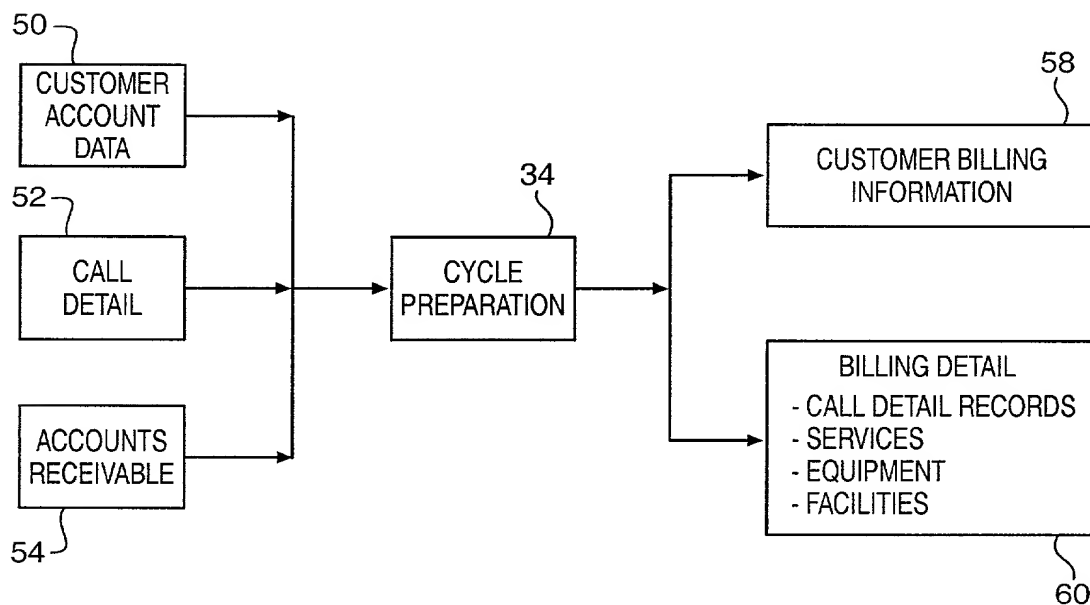 50
CUSTOMER
ACCOUNT
DATA
52
CALL
DETAIL
ACCOUNTS
RECEIVABLE
54
34
CYCLE
PREPARATION
58
CUSTOMER BILLING
INFORMATION
BILLING DETAIL
- CALL DETAIL RECORDS
- SERVICES
- EQUIPMENT
- FACILITIES
60